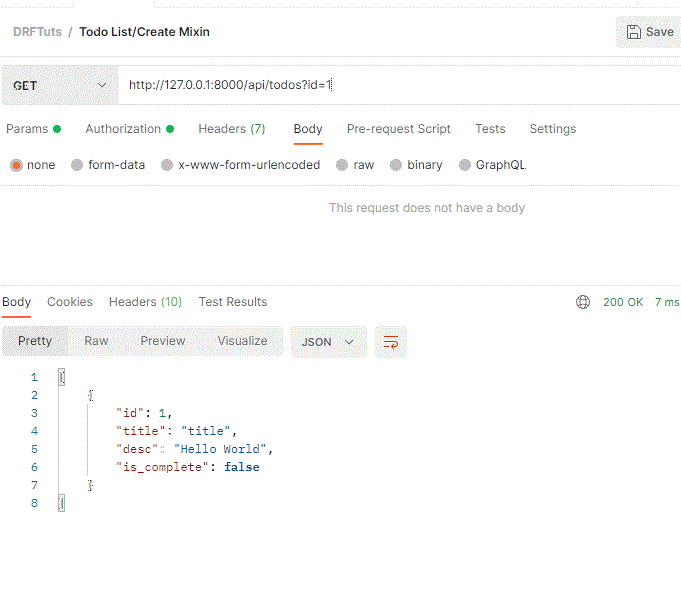 DRFTuts / Todo List/Create Mixin Save
GET http://127.0.0.1:8000/api/todos?id=1
Params Authorization Headers (7) Body Pre-request Script Tests Settings
none form-data x-www-form-urlencoded raw binary GraphQL
This request does not have a body
Body Cookies Headers (10) Test Results 200 OK 7 ms
Pretty Raw Preview Visualize JSON
1 [
2 {
3 "id": 1,
4 "title": "title",
5 "desc": "Hello World",
6 "is_complete": false
7 }
8 ]